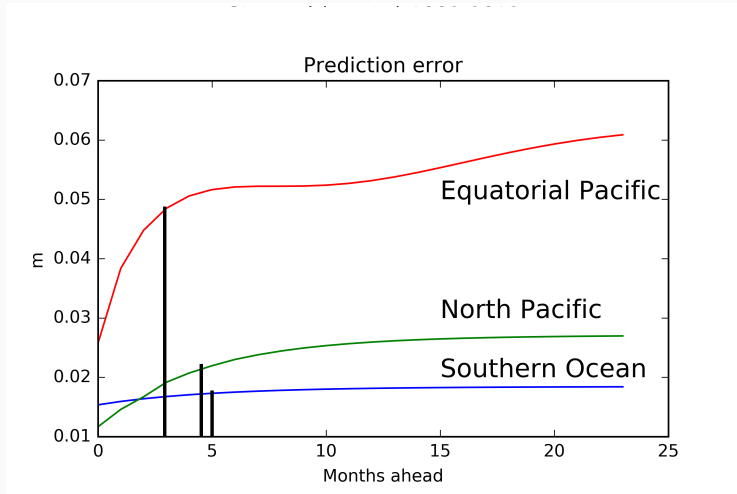 Prediction error
0.07
0.06
0.05
0.04
0.03
0.02
0.01
m
Equatorial Pacific
North Pacific
Southern Ocean
0 5 10 15 20 25
Months ahead